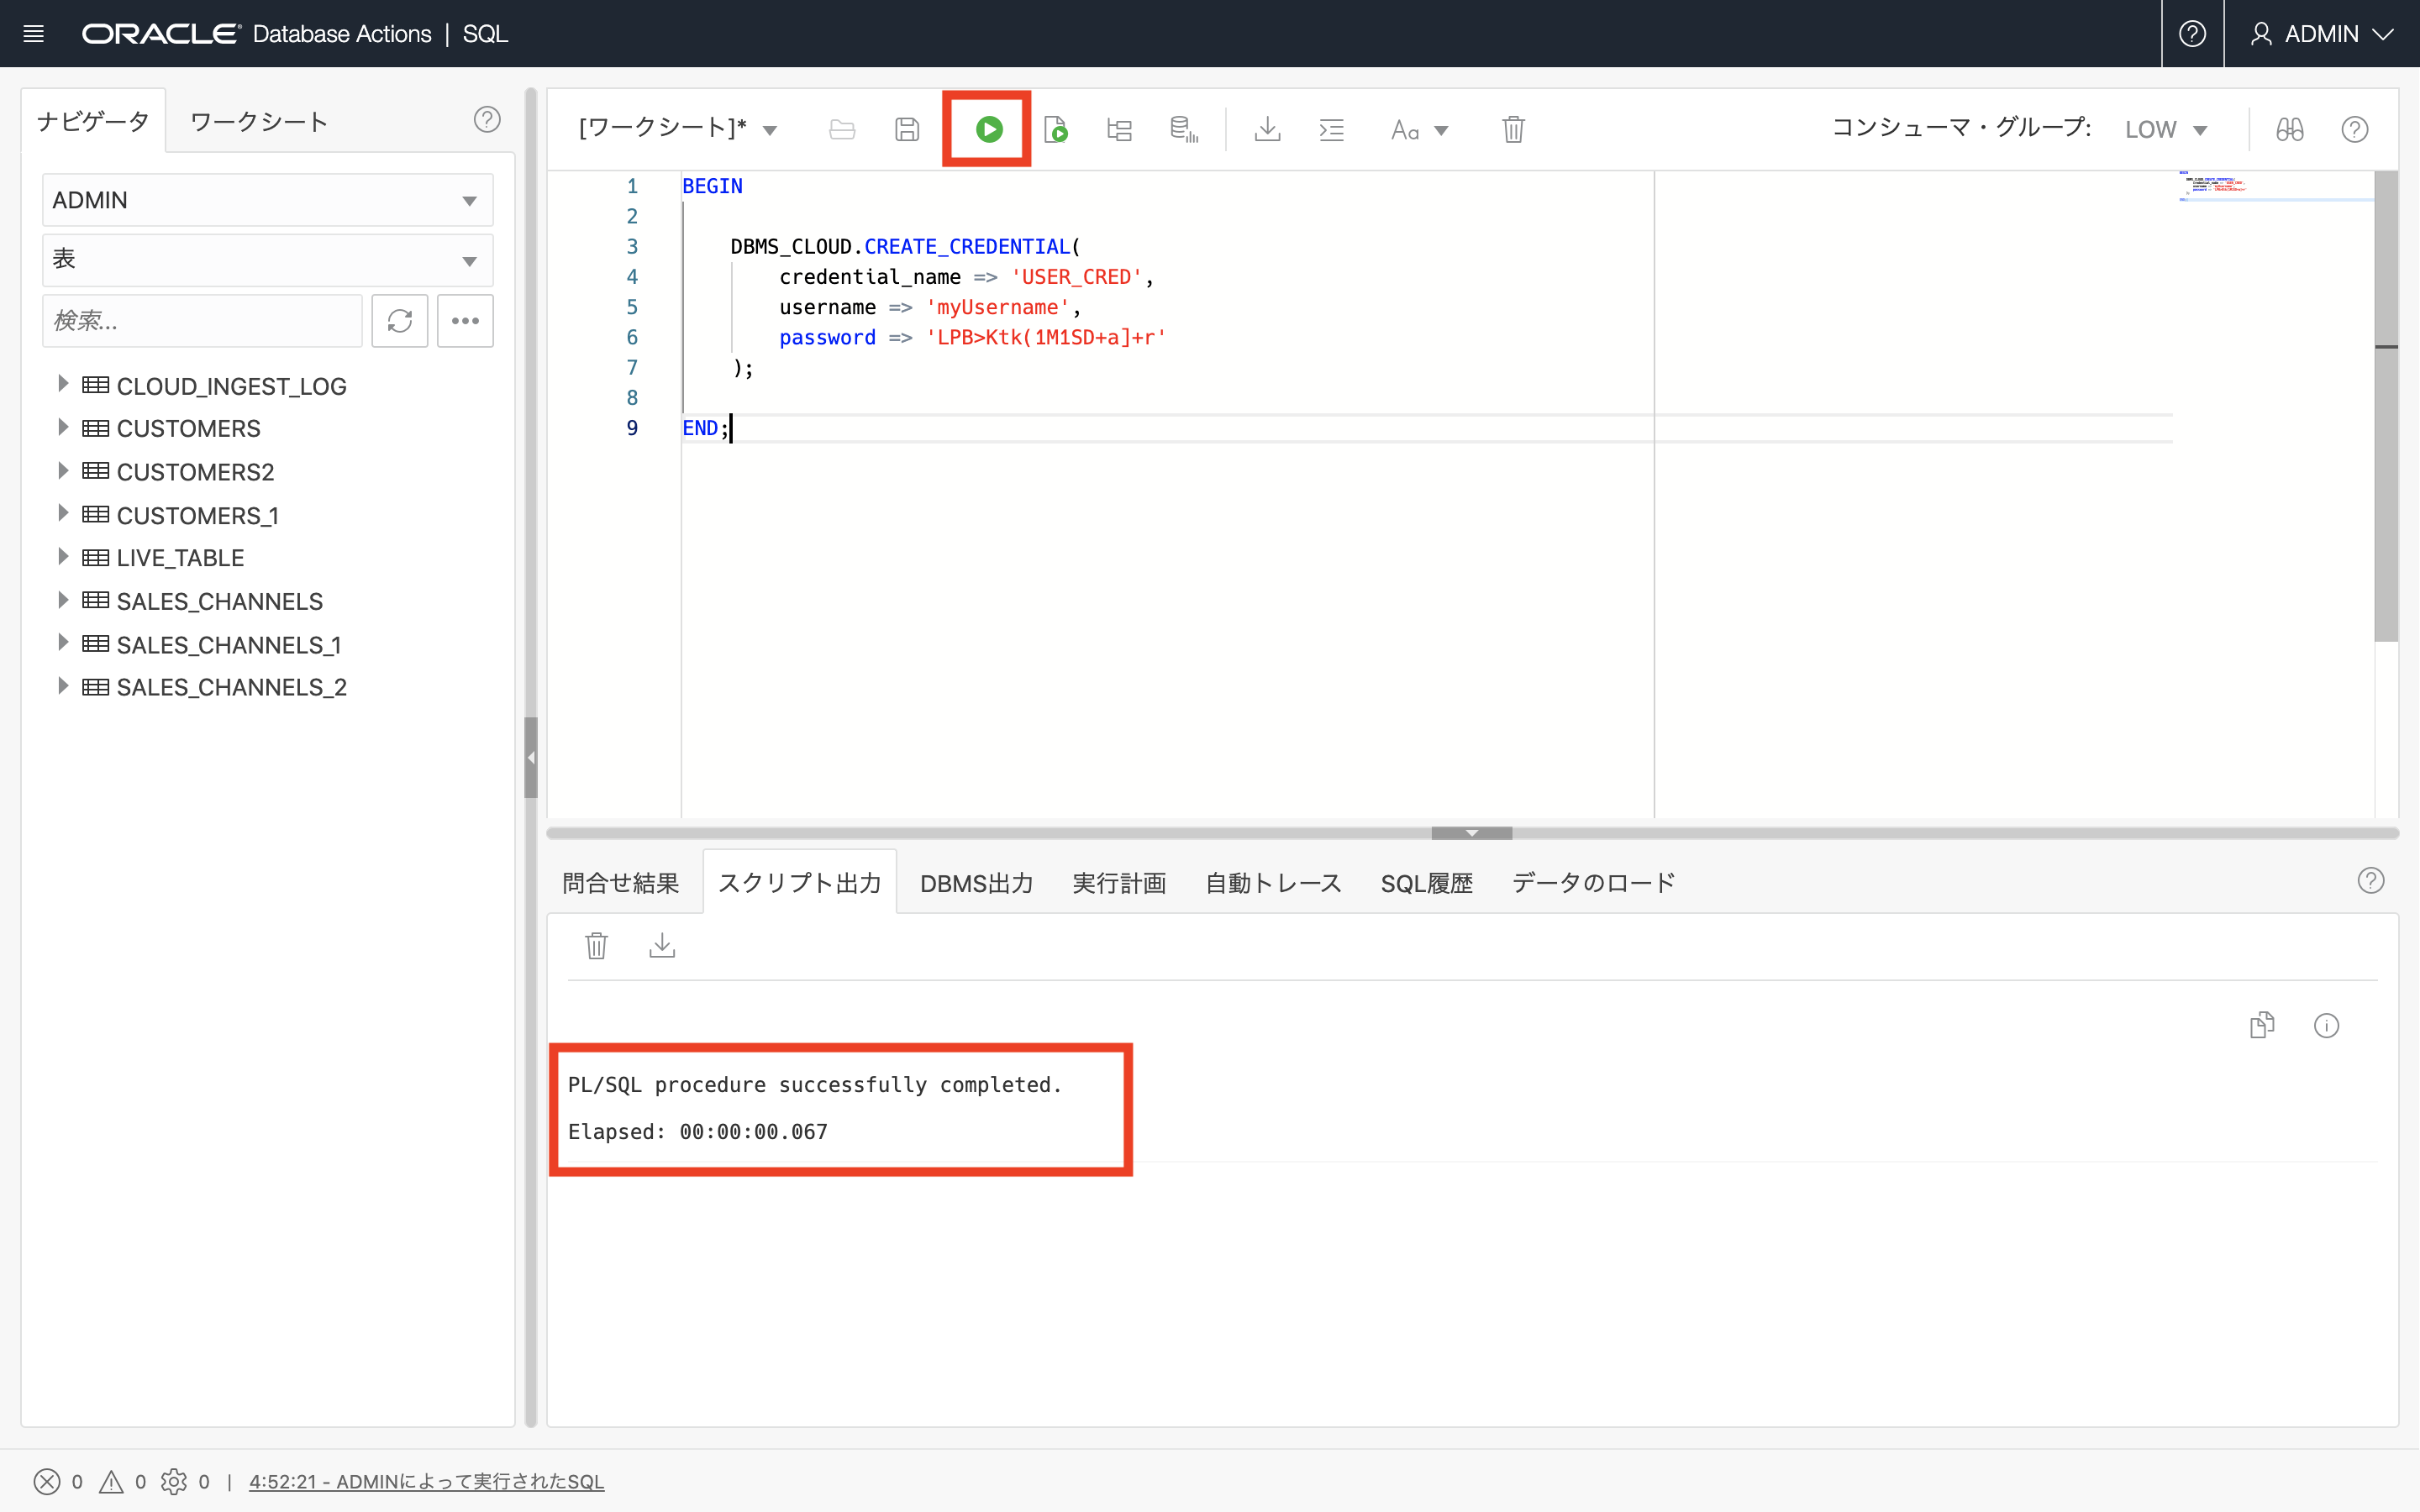 ORACLE Database Actions | SQL
ADMIN
ナビゲータ
ワークシート
ADMIN
表
検索...
CLOUD_INGEST_LOG
CUSTOMERS
CUSTOMERS2
CUSTOMERS_1
LIVE_TABLE
SALES_CHANNELS
SALES_CHANNELS_1
SALES_CHANNELS_2
[ワークシート]*
Aa
コンシューマ・グループ: LOW
1 BEGIN
2
3 DBMS_CLOUD.CREATE_CREDENTIAL(
4 credential_name => 'USER_CRED',
5 username => 'myUsername',
6 password => 'LPB>Ktk(1M1SD+a]+r'
7 );
8
9 END;
問合せ結果 スクリプト出力 DBMS出力 実行計画 自動トレース SQL履歴 データのロード
PL/SQL procedure successfully completed.
Elapsed: 00:00:00.067
0 0 0 | 4:52:21 - ADMINによって実行されたSQL